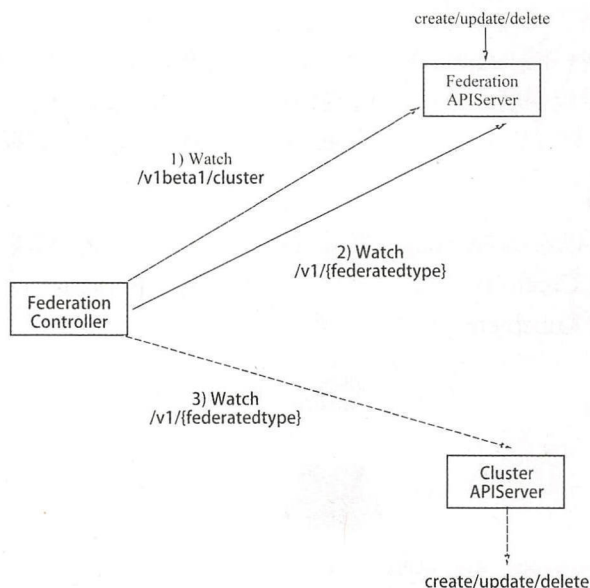 create/update/delete
Federation
APIServer
1) Watch
/v1beta1/cluster
2) Watch
/v1/{federatedtype}
Federation
Controller
3) Watch
/v1/{federatedtype}
Cluster
APIServer
create/update/delete